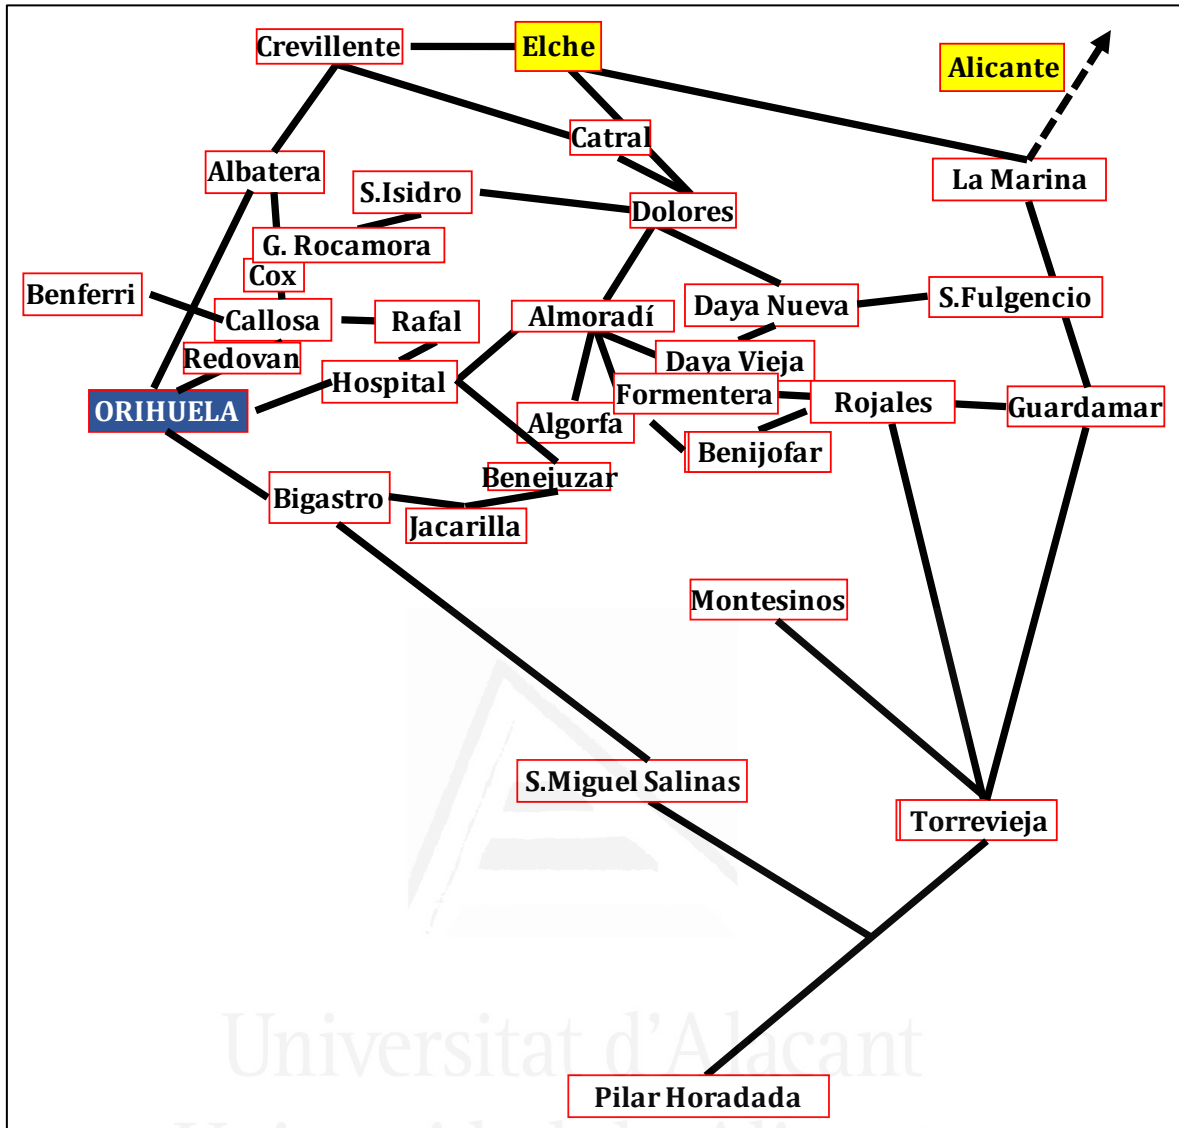 Crevillente
Elche
Alicante
Catral
Albatera
La Marina
S.Isidro
Dolores
G. Rocamora
Cox
Benferri
Daya Nueva
S.Fulgencio
Callosa
Rafal
Almoradí
Redovan
Daya Vieja
Hospital
Formentera
Rojales
Guardamar
ORIHUELA
Algorfa
Benijofar
Benejuzar
Bigastro
Jacarilla
Montesinos
S.Miguel Salinas
Torrevieja
Universitat d'Alacant
Pilar Horadada